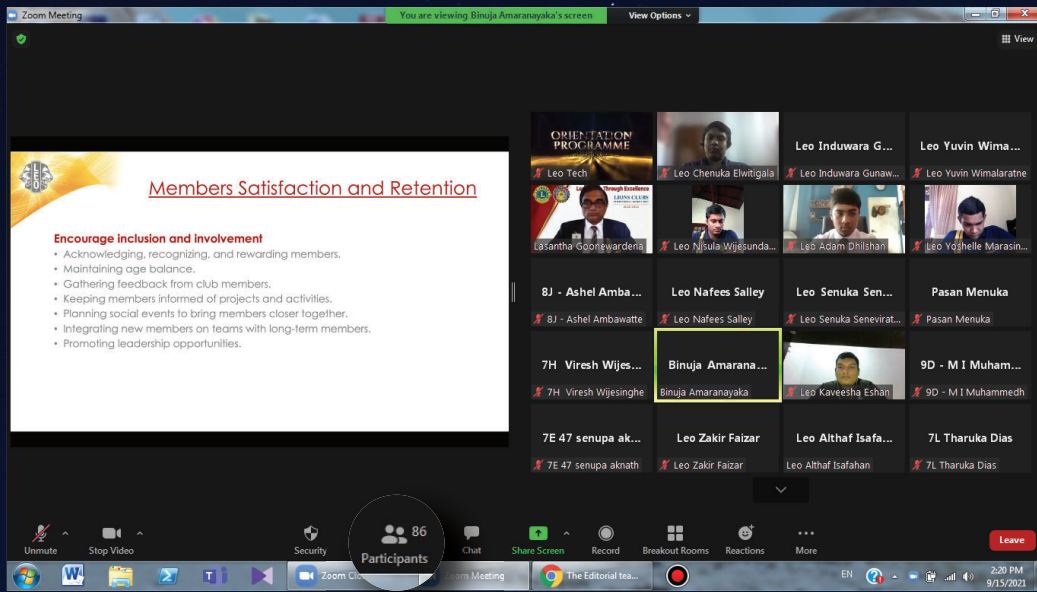 Zoom Meeting
You are viewing Binuja Amaranayaka's screen
View Options
View
LEO
Members Satisfaction and Retention
Encourage inclusion and involvement
• Acknowledging, recognizing, and rewarding members.
• Maintaining age balance.
• Gathering feedback from club members.
• Keeping members informed of projects and activities.
• Planning social events to bring members closer together.
• Integrating new members on teams with long-term members.
• Promoting leadership opportunities.
ORIENTATION
PROGRAMME
Leo Tech
Leo Chenuka Elwitigala
Leo Induwara G...
Leo Induwara Gunaw...
Leo Yuvin Wima...
Leo Yuvin Wimalaratne
Through Excellence
LIONS CLUBS
Lasantha Goonewardena
Leo Nisula Wijesunda...
Leo Adam Dhilshan
Leo Yoshelle Marasin...
8J - Ashel Amba...
8J - Ashel Ambawatte
Leo Nafees Salley
Leo Nafees Salley
Leo Senuka Sen...
Leo Senuka Senevirat...
Pasan Menuka
Pasan Menuka
7H Viresh Wijes...
7H Viresh Wijesinghe
Binuja Amarana...
Binuja Amaranayaka
Leo Kaveesha Eshan
9D - M I Muham...
9D - M I Muhammedh
7E 47 senupa ak...
7E 47 senupa aknath
Leo Zakir Faizar
Leo Zakir Faizar
Leo Althaf Isafa...
Leo Althaf Isafahan
7L Tharuka Dias
7L Tharuka Dias
Unmute
Stop Video
Security
86
Participants
Chat
Share Screen
Record
Breakout Rooms
Reactions
More
Leave
Zoom Clo
Zoom Meeting
The Editorial tea...
EN
2:20 PM
9/15/2021